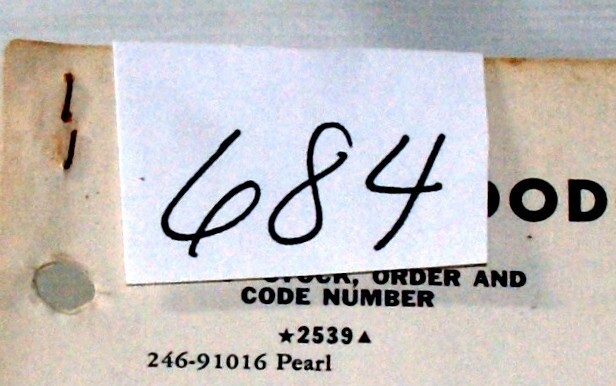 684
OOD
STOCK, ORDER AND
CODE NUMBER
★2539▲
246-91016 Pearl